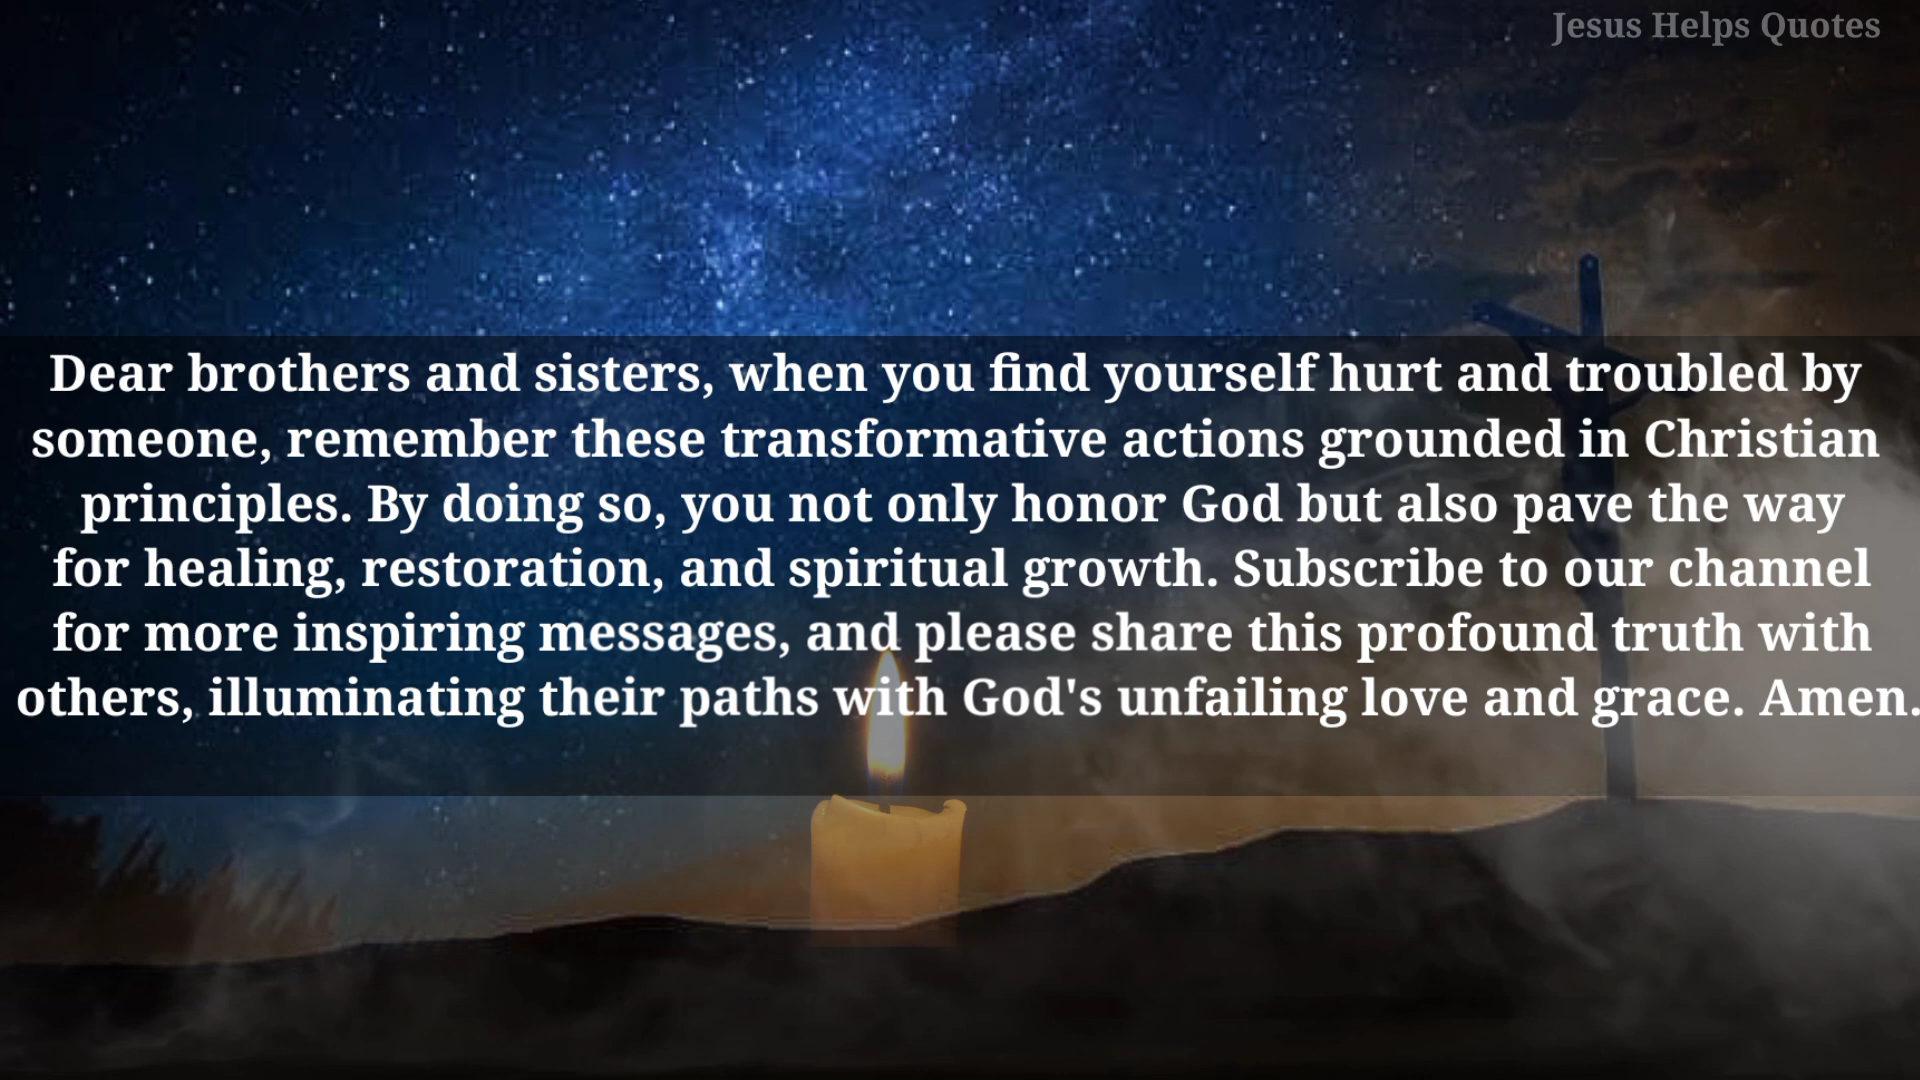 Jesus Helps Quotes
Dear brothers and sisters, when you find yourself hurt and troubled by
someone, remember these transformative actions grounded in Christian
principles. By doing so, you not only honor God but also pave the way
for healing, restoration, and spiritual growth. Subscribe to our channel
for more inspiring messages, and please share this profound truth with
others, illuminating their paths with God's unfailing love and grace. Amen.